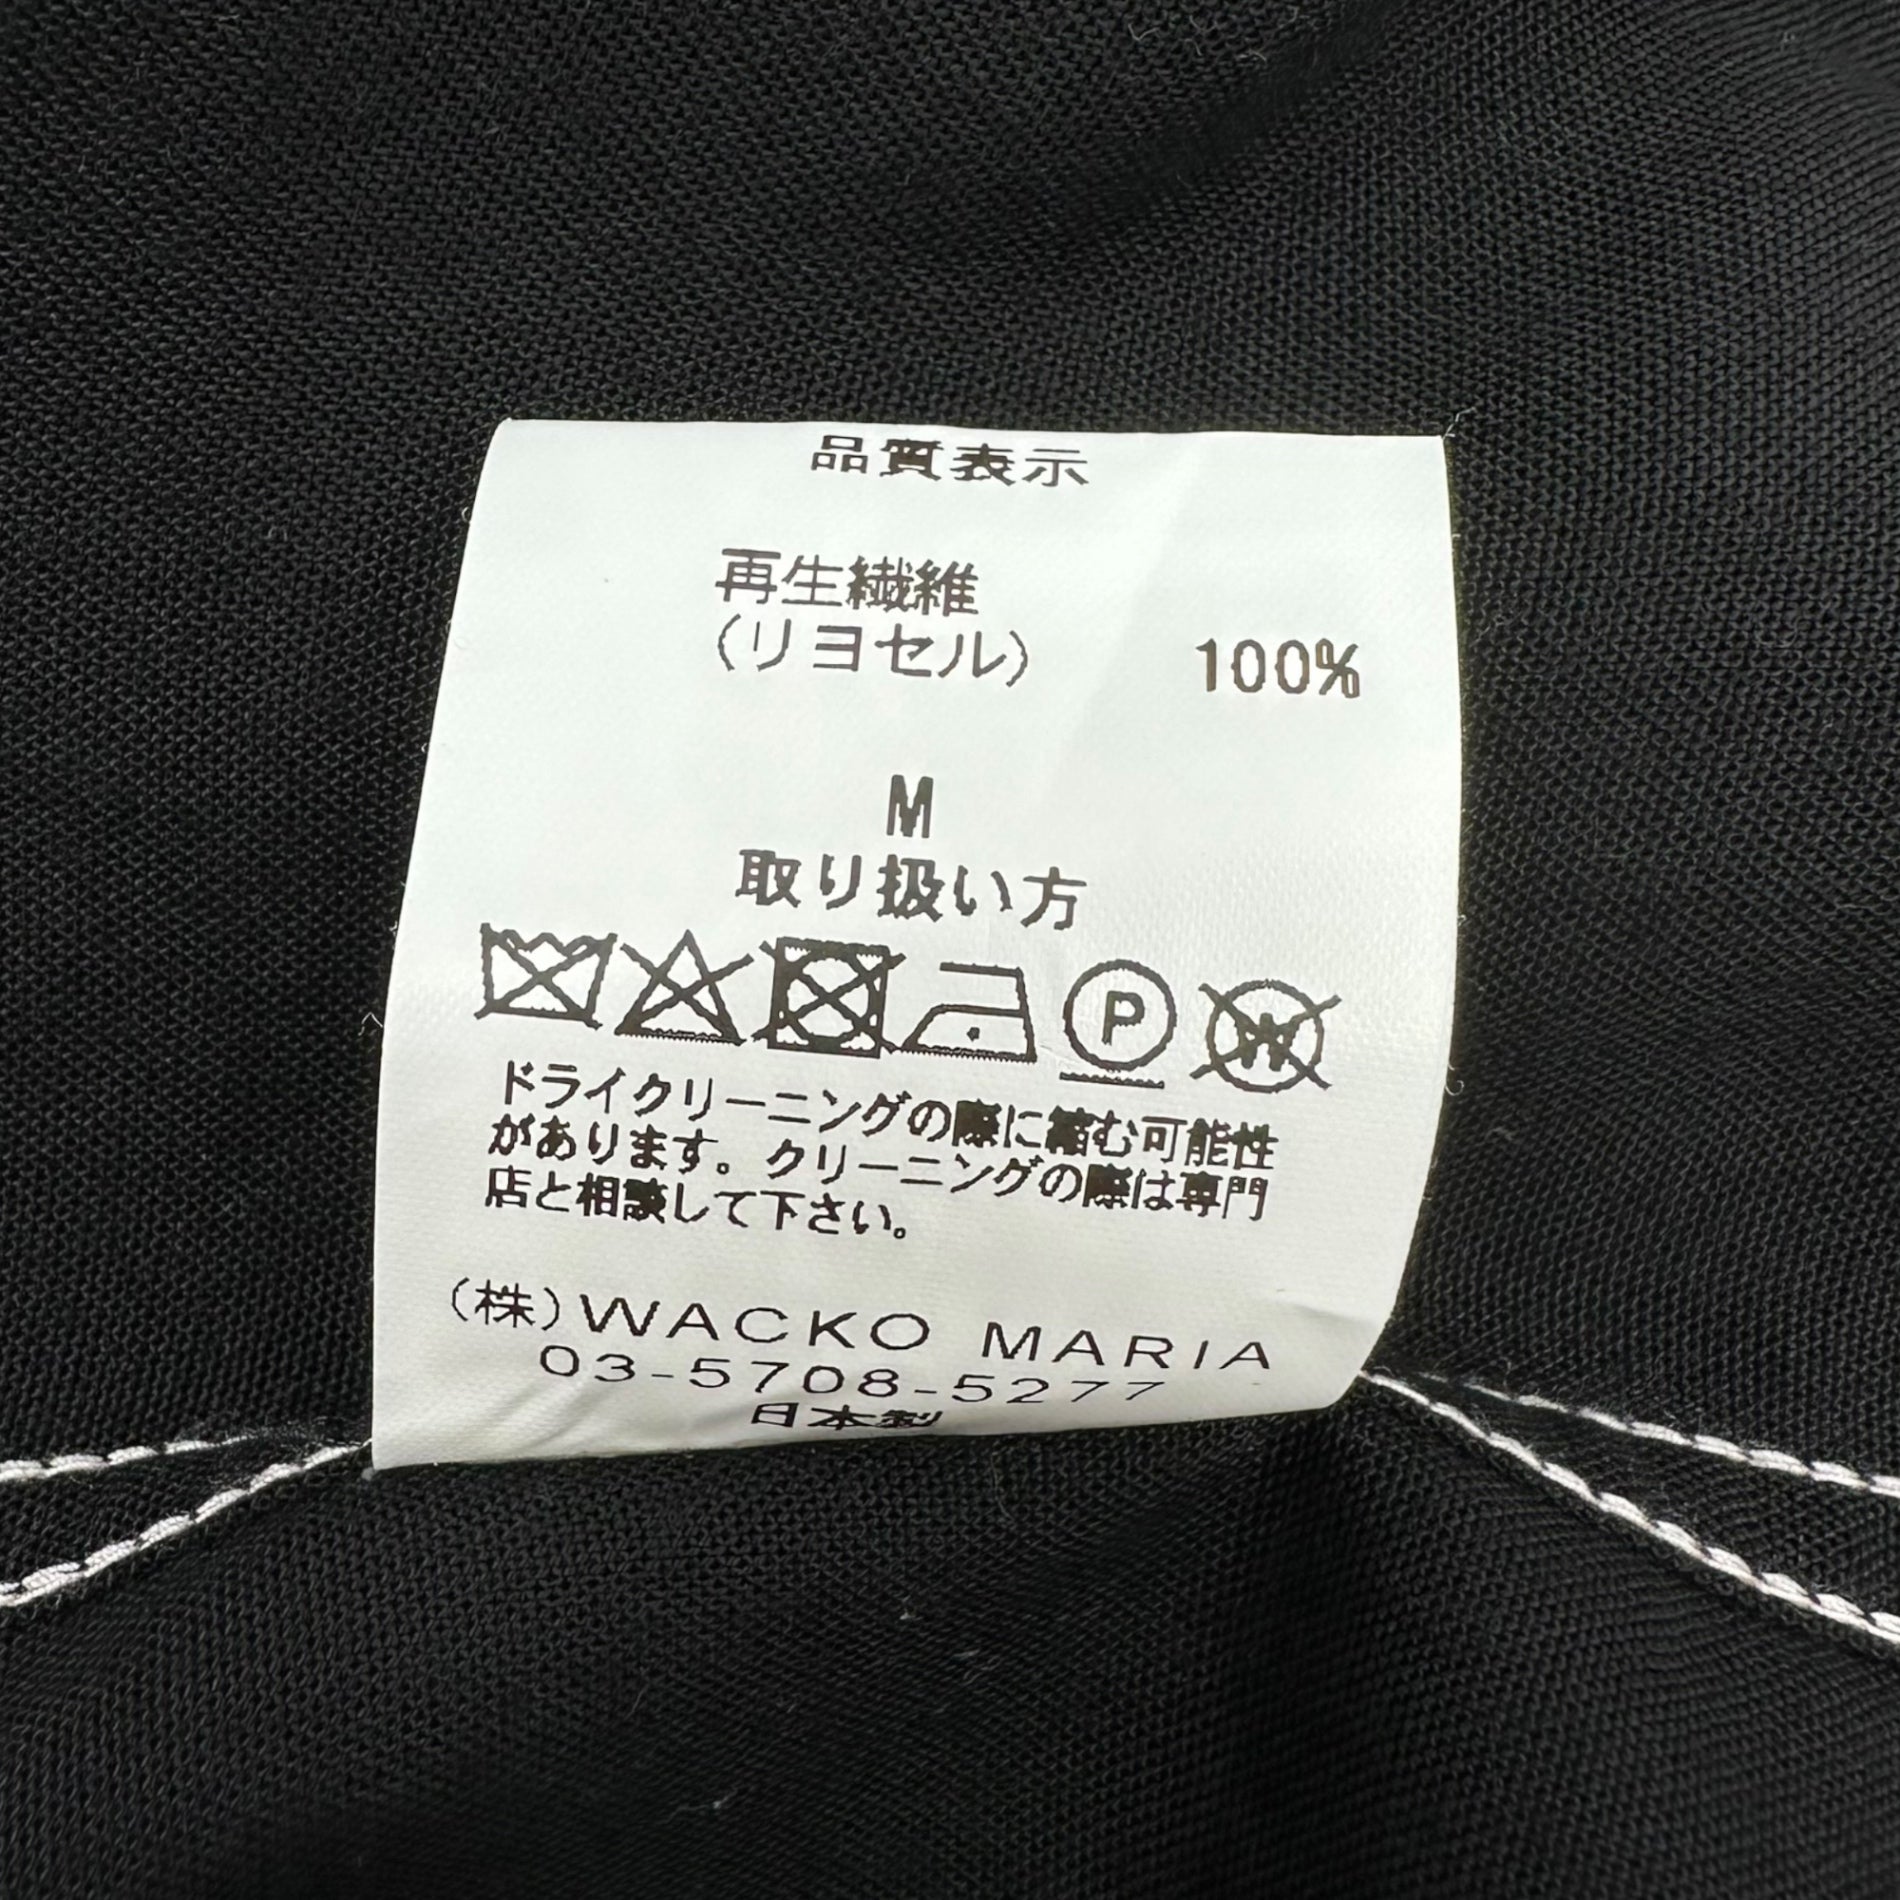 品質表示
再生繊維
(リヨセル) 100%
M
取り扱い方
P W
ドライクリーニングの際に縮む可能性
があります。クリーニングの際は専門
店と相談して下さい。
(株)WACKO MARIA
03-5708-5277
日本製